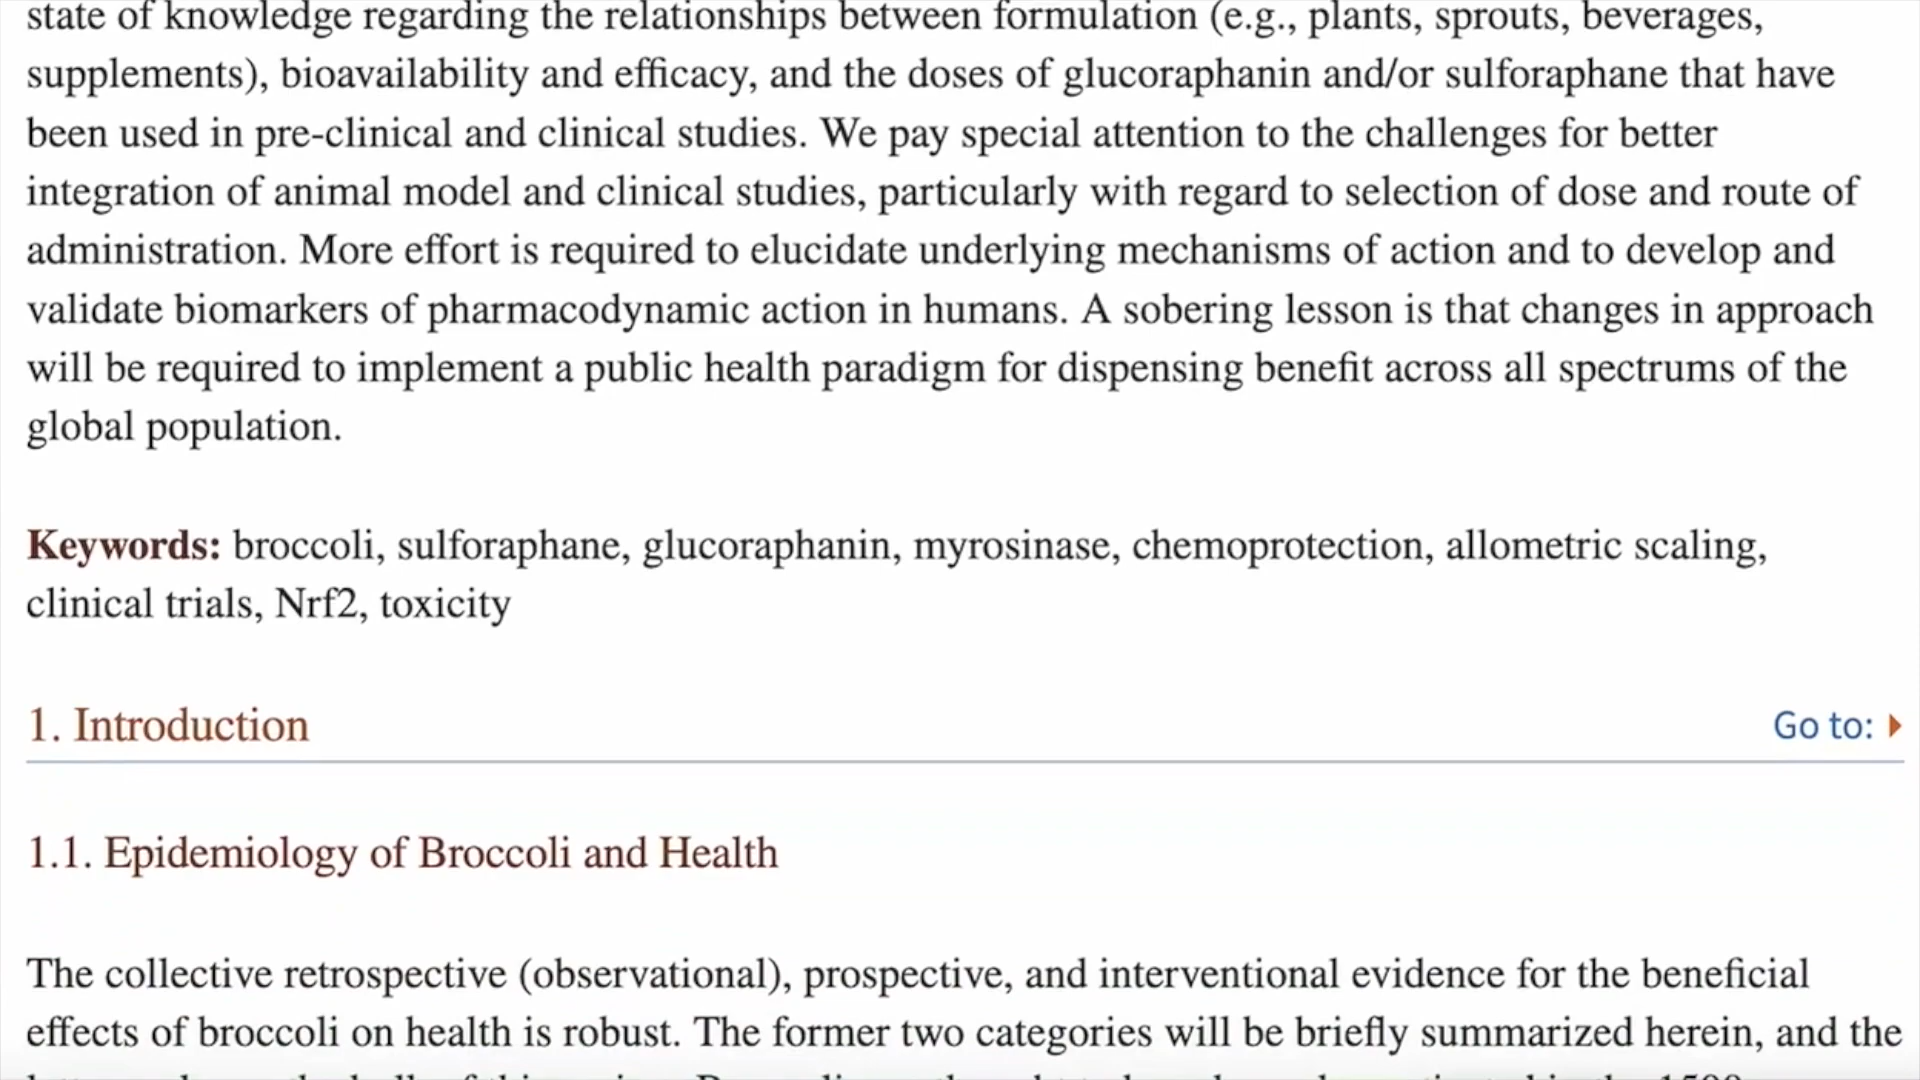 state of knowledge regarding the relationships between formulation (e.g., plants, sprouts, beverages,
supplements), bioavailability and efficacy, and the doses of glucoraphanin and/or sulforaphane that have
been used in pre-clinical and clinical studies. We pay special attention to the challenges for better
integration of animal model and clinical studies, particularly with regard to selection of dose and route of
administration. More effort is required to elucidate underlying mechanisms of action and to develop and
validate biomarkers of pharmacodynamic action in humans. A sobering lesson is that changes in approach
will be required to implement a public health paradigm for dispensing benefit across all spectrums of the
global population.
Keywords: broccoli, sulforaphane, glucoraphanin, myrosinase, chemoprotection, allometric scaling,
clinical trials, Nrf2, toxicity
1. Introduction
Go to:
1.1. Epidemiology of Broccoli and Health
The collective retrospective (observational), prospective, and interventional evidence for the beneficial
effects of broccoli on health is robust. The former two categories will be briefly summarized herein, and the